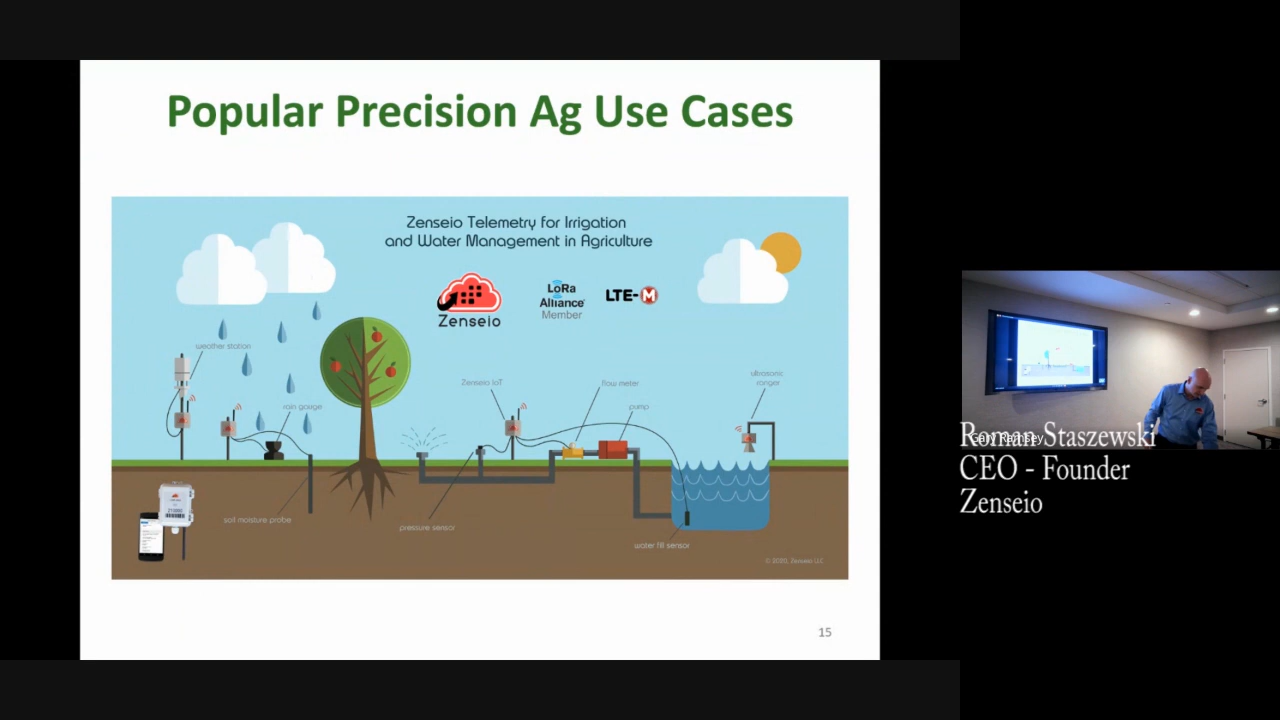 Popular Precision Ag Use Cases
Zenseio Telemetry for Irrigation
and Water Management in Agriculture
Zenseio
LoRa
Alliance
Member
LTE-M
weather station
rain gauge
Zenseio IoT
flow meter
pump
ultrasonic
ranger
soil moisture probe
pressure sensor
water fill sensor
© 2020, Zenseio LLC
15
Gary Ramsey
Roman Staszewski
CEO - Founder
Zenseio